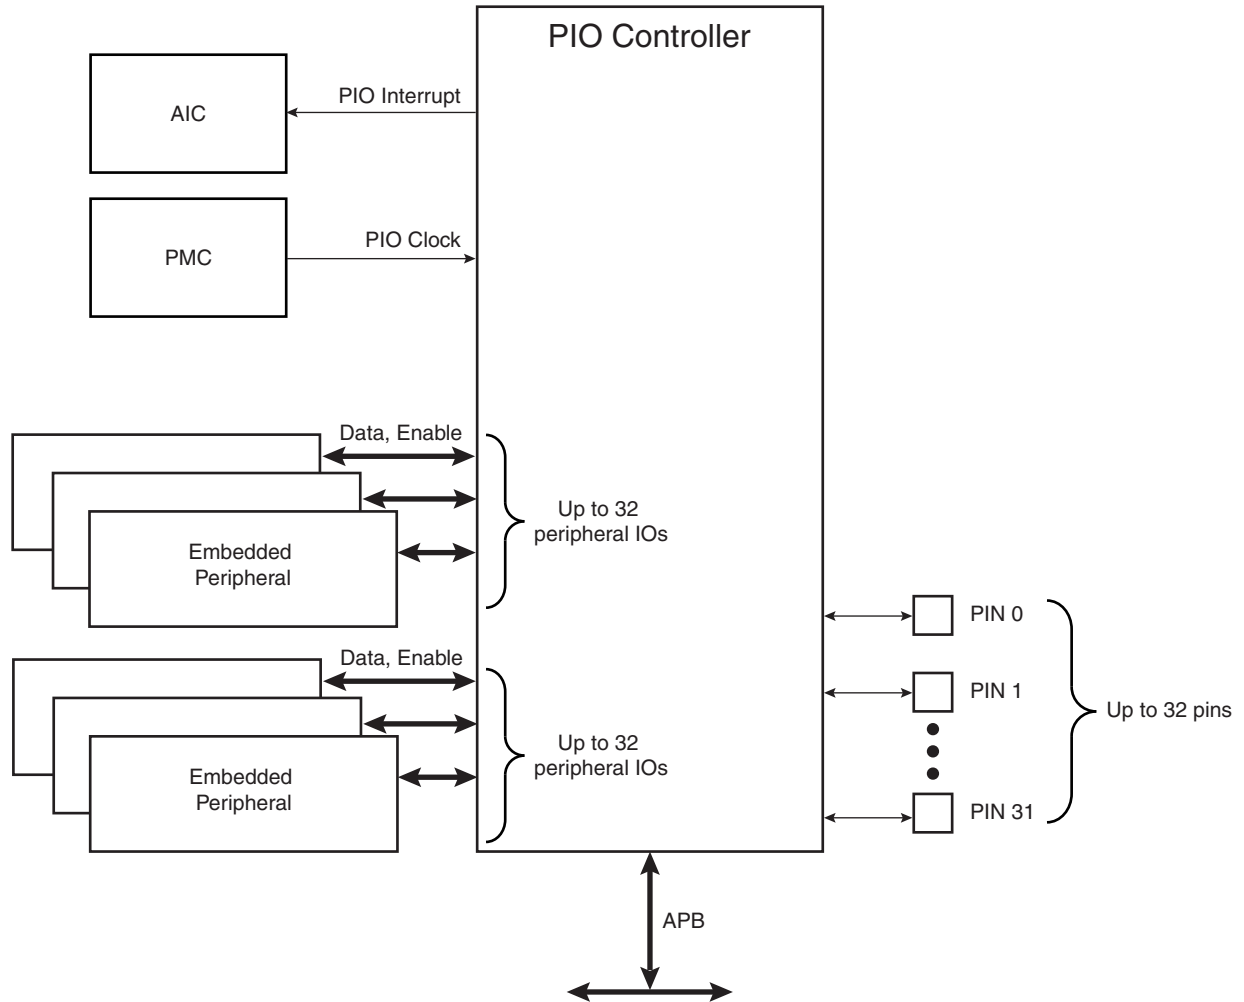 PIO Controller
AIC
PIO Interrupt
PMC
PIO Clock
Data, Enable
Up to 32
peripheral IOs
Embedded
Peripheral
Data, Enable
Up to 32
peripheral IOs
Embedded
Peripheral
PIN 0
PIN 1
Up to 32 pins
PIN 31
APB